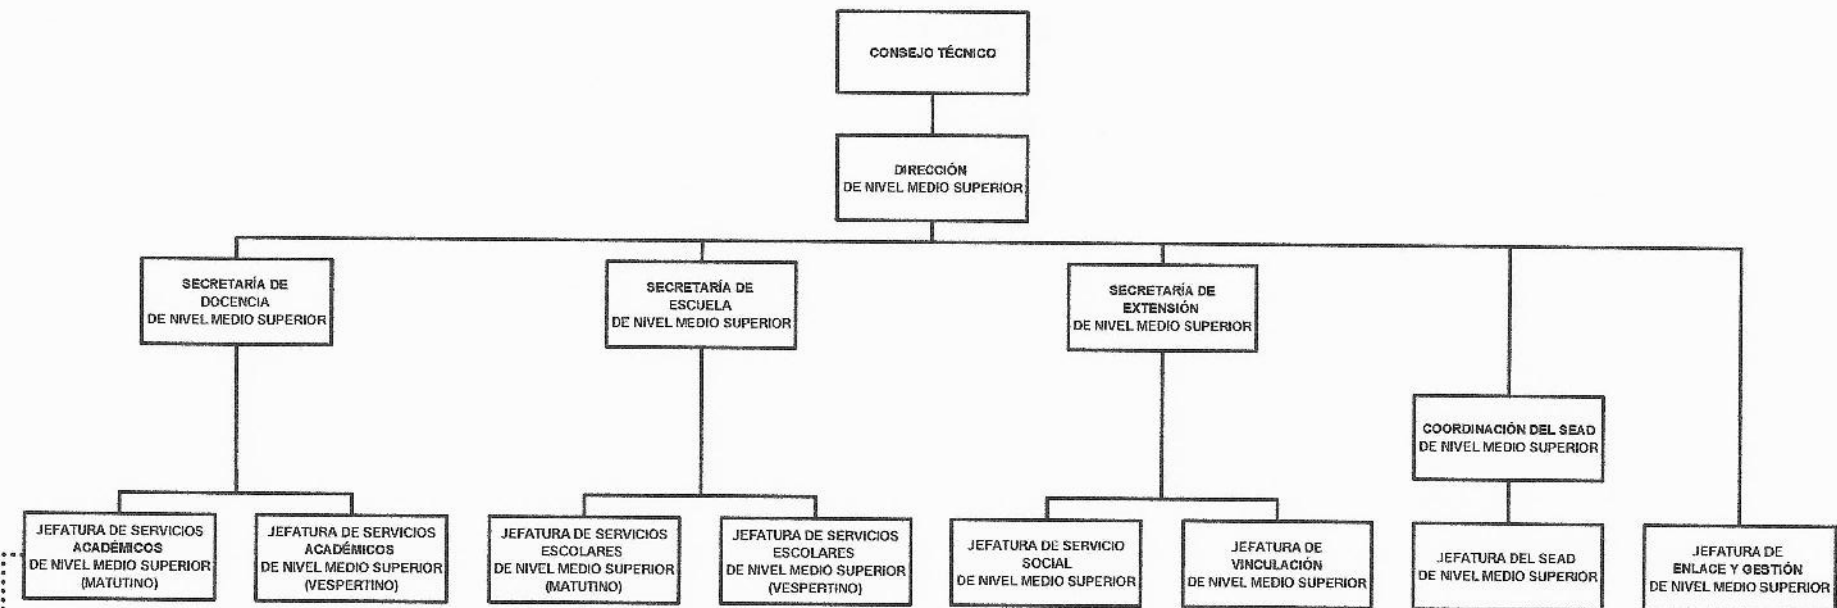 CONSEJO TÉCNICO
DIRECCIÓN
DE NIVEL MEDIO SUPERIOR
SECRETARÍA DE
DOCENCIA
DE NIVEL MEDIO SUPERIOR
SECRETARÍA DE
ESCUELA
DE NIVEL MEDIO SUPERIOR
SECRETARÍA DE
EXTENSIÓN
DE NIVEL MEDIO SUPERIOR
COORDINACIÓN DEL SEAD
DE NIVEL MEDIO SUPERIOR
JEFATURA DE SERVICIOS
ACADÉMICOS
DE NIVEL MEDIO SUPERIOR
(MATUTINO)
JEFATURA DE SERVICIOS
ACADÉMICOS
DE NIVEL MEDIO SUPERIOR
(VESPERTINO)
JEFATURA DE SERVICIOS
ESCOLARES
DE NIVEL MEDIO SUPERIOR
(MATUTINO)
JEFATURA DE SERVICIOS
ESCOLARES
DE NIVEL MEDIO SUPERIOR
(VESPERTINO)
JEFATURA DE SERVICIO
SOCIAL
DE NIVEL MEDIO SUPERIOR
JEFATURA DE
VINCULACIÓN
DE NIVEL MEDIO SUPERIOR
JEFATURA DEL SEAD
DE NIVEL MEDIO SUPERIOR
JEFATURA DE
ENLACE Y GESTIÓN
DE NIVEL MEDIO SUPERIOR